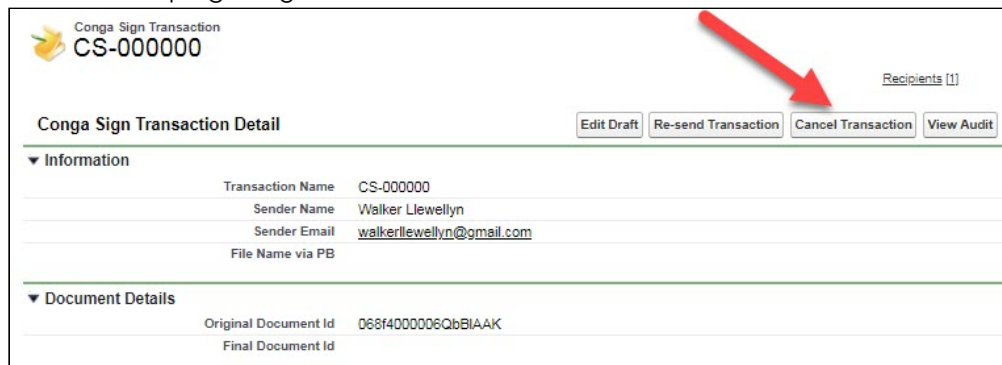 Conga Sign Transaction
CS-000000
Recipients [1]
Conga Sign Transaction Detail Edit Draft Re-send Transaction Cancel Transaction View Audit
Information
Transaction Name CS-000000
Sender Name Walker Llewellyn
Sender Email walkerllewellyn@gmail.com
File Name via PB
Document Details
Original Document Id 068f4000006QbBIAAK
Final Document Id